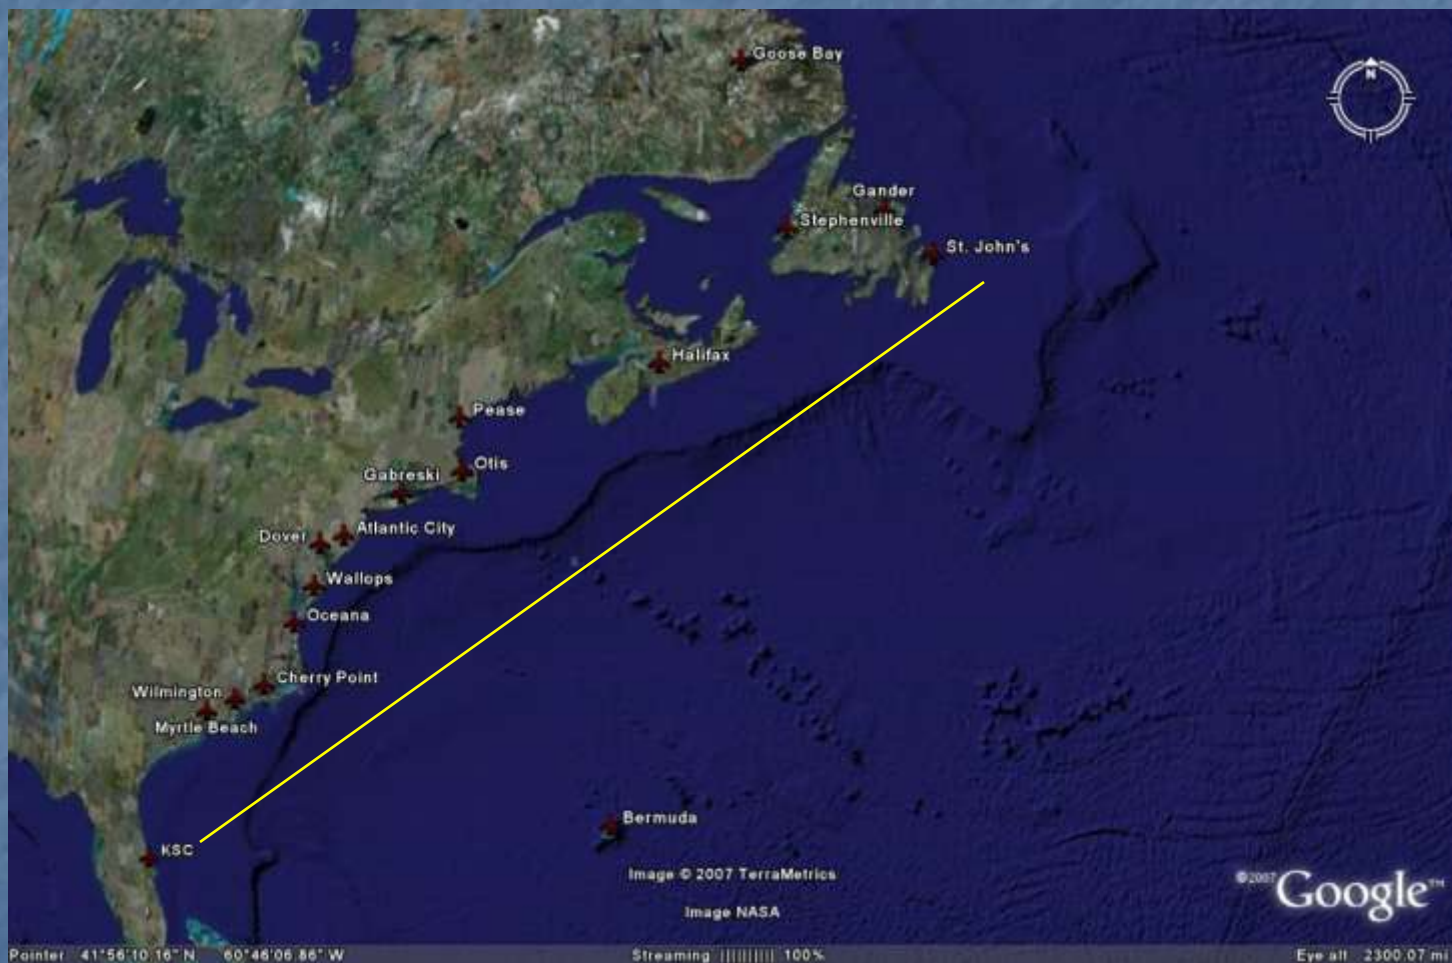 Goose Bay
N
Gander
Stephenville
St. John's
Halifax
Pease
Otis
Gabreski
Atlantic City
Dover
Wallops
Oceana
Cherry Point
Wilmington
Myrtle Beach
Bermuda
KSC
Image © 2007 TerraMetrics
©2007 Google™
Image NASA
Pointer 41°56'10.16" N 60°46'06.86" W Streaming ||||||||| 100% Eye alt 2300.07 mi